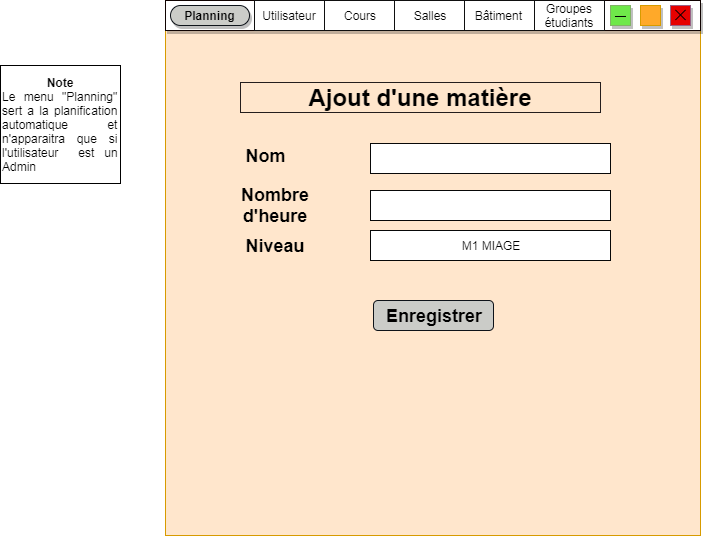 Planning
Utilisateur
Cours
Salles
Bâtiment
Groupes
étudiants
Note
Le menu "Planning"
sert a la planification
automatique et
n'apparaitra que si
l'utilisateur est un
Admin
Ajout d'une matière
Nom
Nombre
d'heure
Niveau
M1 MIAGE
Enregistrer